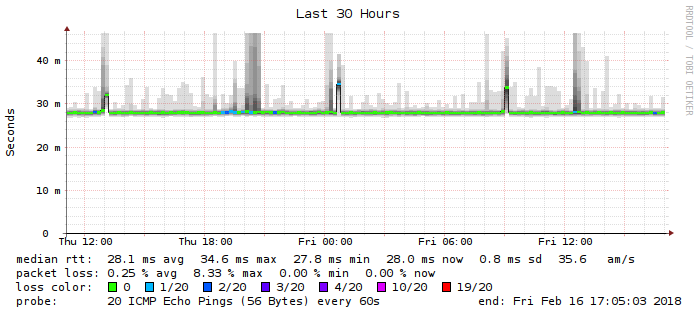 Last 30 Hours
RRDTOOL / TOBI OETIKER
Seconds
40 m
30 m
20 m
10 m
0
Thu 12:00 Thu 18:00 Fri 00:00 Fri 06:00 Fri 12:00
median rtt: 28.1 ms avg 34.6 ms max 27.8 ms min 28.0 ms now 0.8 ms sd 35.6 am/s
packet loss: 0.25 % avg 8.33 % max 0.00 % min 0.00 % now
loss color: 0 1/20 2/20 3/20 4/20 10/20 19/20
probe: 20 ICMP Echo Pings (56 Bytes) every 60s end: Fri Feb 16 17:05:03 2018